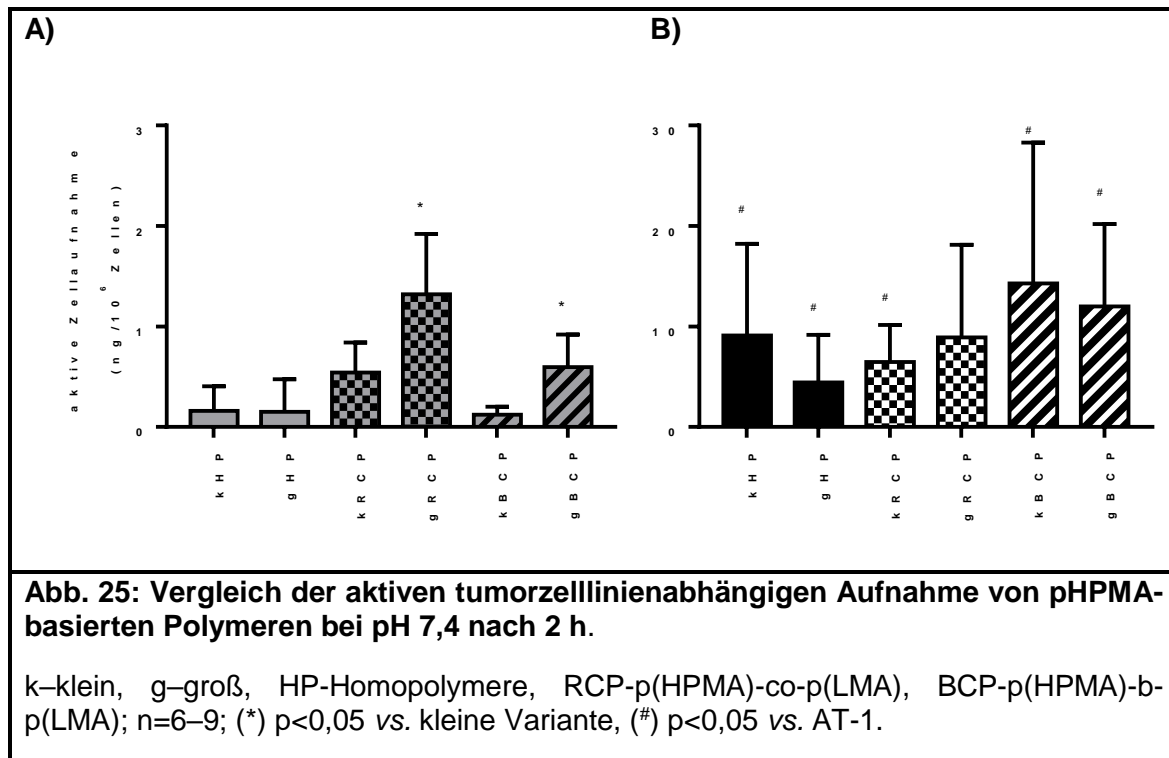 A)
B)
aktive Zellaufnahme
(ng/10⁶ Zellen)
3
2
1
0
*
*
kHP
gHP
kRCP
gRCP
kBCP
gBCP
30
20
10
0
#
#
#
#
#
kHP
gHP
kRCP
gRCP
kBCP
gBCP
Abb. 25: Vergleich der aktiven tumorzelllinienabhängigen Aufnahme von pHPMA-
basierten Polymeren bei pH 7,4 nach 2 h.
k–klein, g–groß, HP-Homopolymere, RCP-p(HPMA)-co-p(LMA), BCP-p(HPMA)-b-
p(LMA); n=6–9; (*) p<0,05 vs. kleine Variante, (#) p<0,05 vs. AT-1.